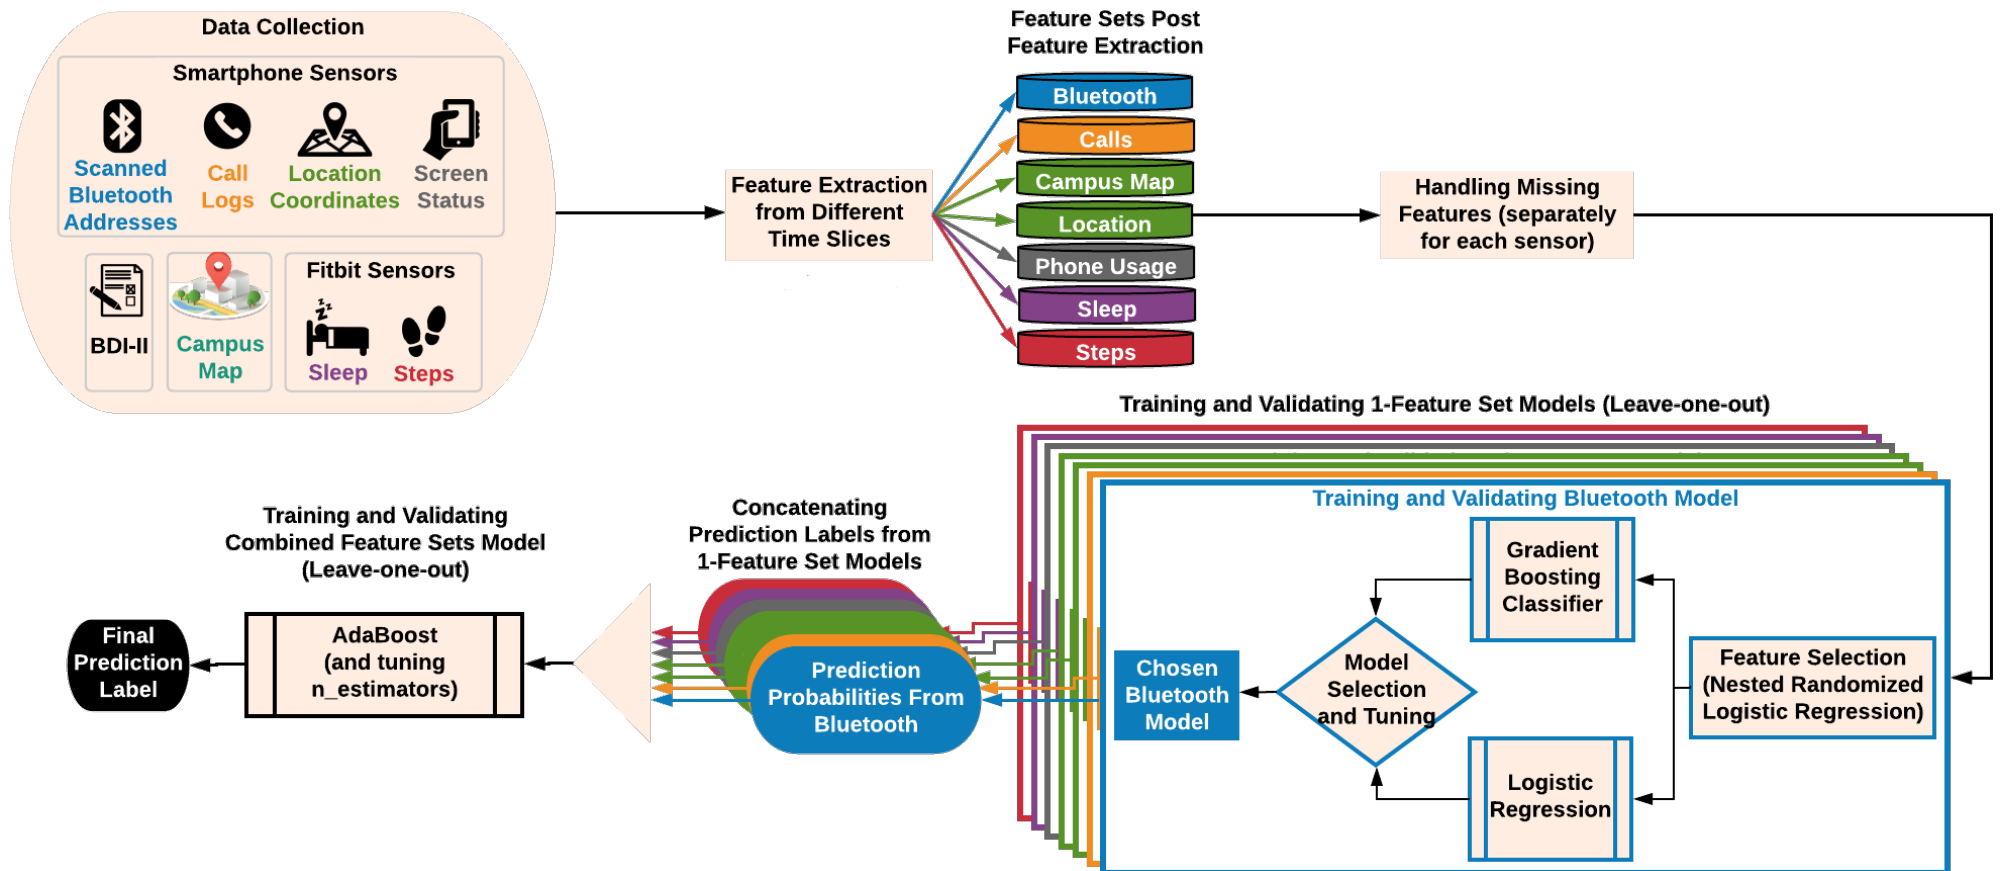 Data Collection
Smartphone Sensors
Scanned
Bluetooth
Addresses
Call
Logs
Location
Coordinates
Screen
Status
BDI-II
Campus
Map
Fitbit Sensors
z z z
Sleep
Steps
Feature Extraction
from Different
Time Slices
Feature Sets Post
Feature Extraction
Bluetooth
Calls
Campus Map
Location
Phone Usage
Sleep
Steps
Handling Missing
Features (separately
for each sensor)
Training and Validating 1-Feature Set Models (Leave-one-out)
Training and Validating Bluetooth Model
Feature Selection
(Nested Randomized
Logistic Regression)
Gradient
Boosting
Classifier
Logistic
Regression
Model
Selection
and Tuning
Chosen
Bluetooth
Model
Concatenating
Prediction Labels from
1-Feature Set Models
Prediction
Probabilities From
Bluetooth
Training and Validating
Combined Feature Sets Model
(Leave-one-out)
AdaBoost
(and tuning
n_estimators)
Final
Prediction
Label